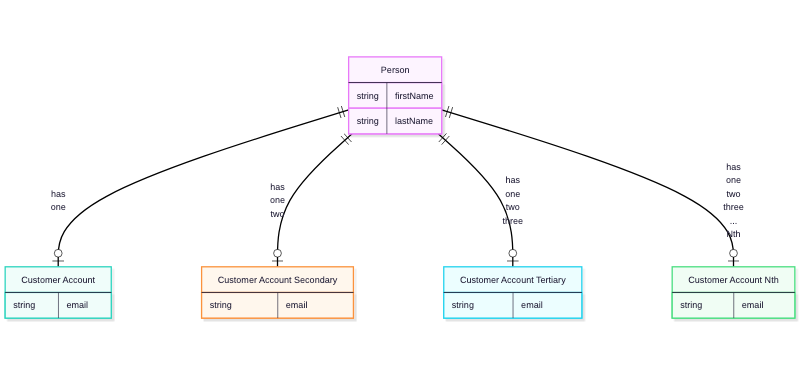 Person
string firstName
string lastName
has
one
has
one
two
has
one
two
three
has
one
two
three
...
Nth
Customer Account
string email
Customer Account Secondary
string email
Customer Account Tertiary
string email
Customer Account Nth
string email